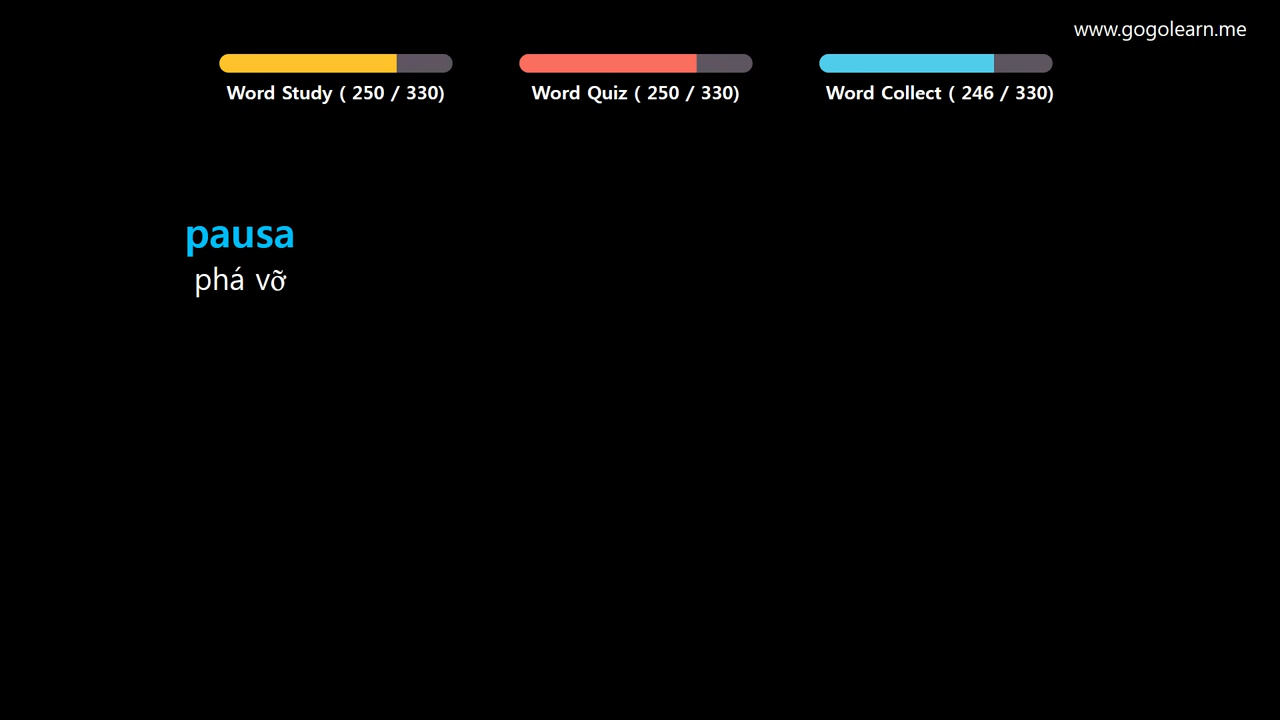 www.gogolearn.me
Word Study ( 250 / 330)
Word Quiz ( 250 / 330)
Word Collect ( 246 / 330)
pausa
phá vỡ